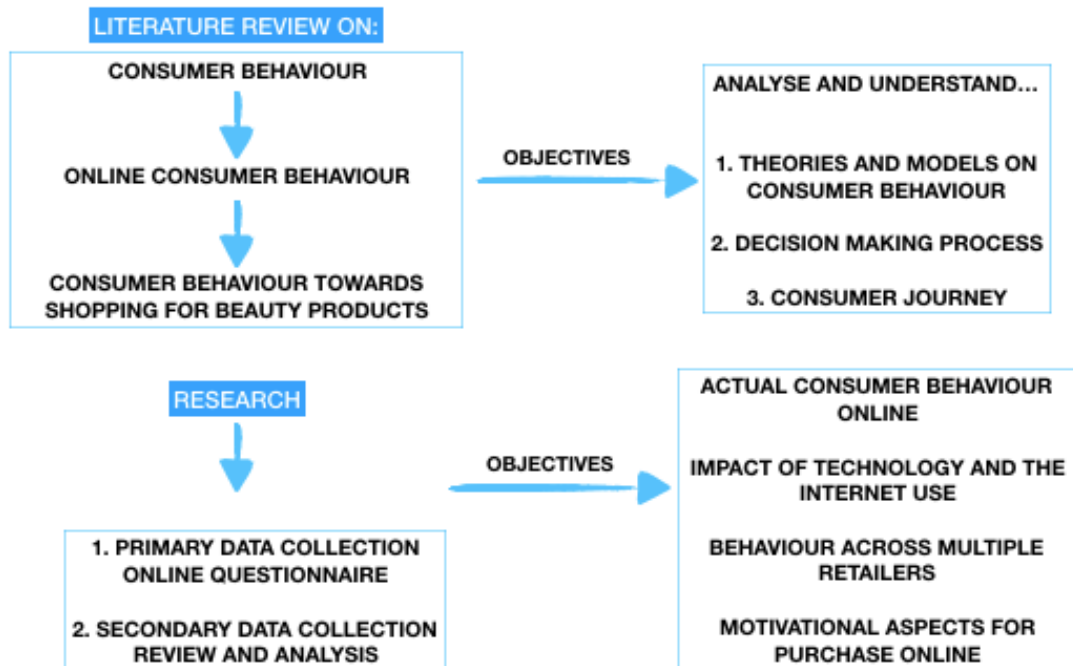 LITERATURE REVIEW ON:
CONSUMER BEHAVIOUR
ONLINE CONSUMER BEHAVIOUR
CONSUMER BEHAVIOUR TOWARDS
SHOPPING FOR BEAUTY PRODUCTS
OBJECTIVES
ANALYSE AND UNDERSTAND...
1. THEORIES AND MODELS ON
CONSUMER BEHAVIOUR
2. DECISION MAKING PROCESS
3. CONSUMER JOURNEY
RESEARCH
1. PRIMARY DATA COLLECTION
ONLINE QUESTIONNAIRE
2. SECONDARY DATA COLLECTION
REVIEW AND ANALYSIS
OBJECTIVES
ACTUAL CONSUMER BEHAVIOUR
ONLINE
IMPACT OF TECHNOLOGY AND THE
INTERNET USE
BEHAVIOUR ACROSS MULTIPLE
RETAILERS
MOTIVATIONAL ASPECTS FOR
PURCHASE ONLINE